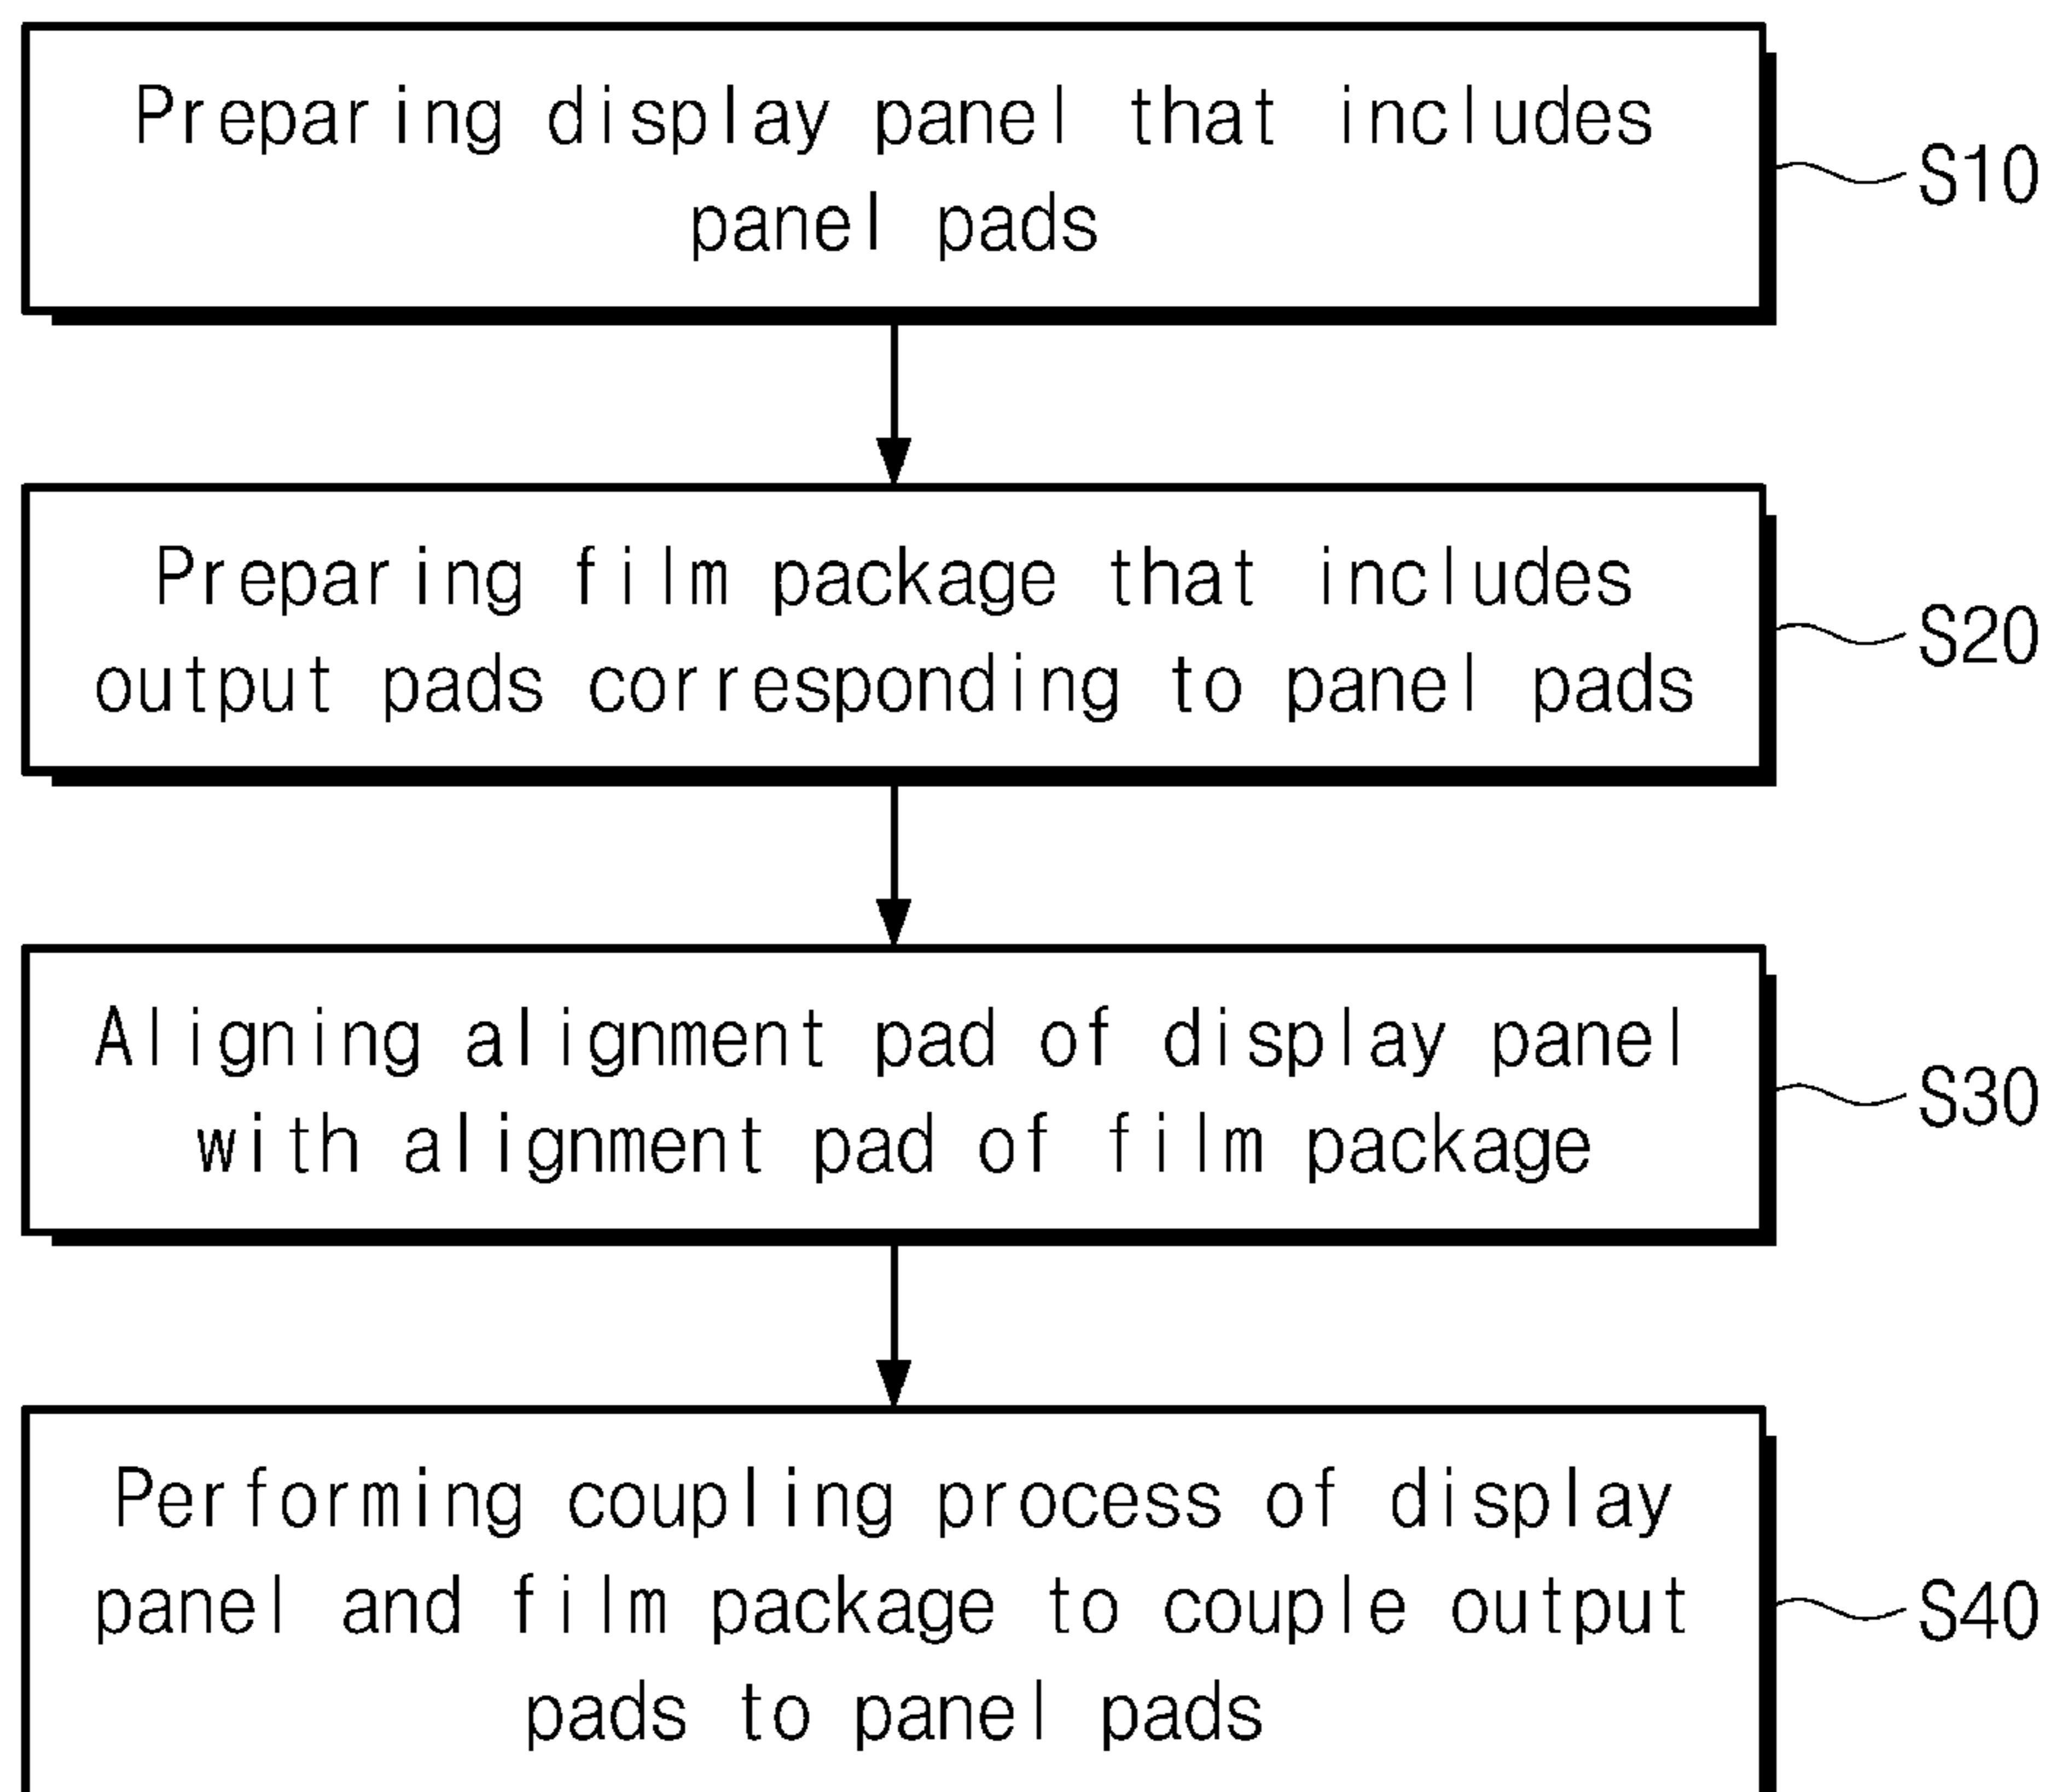 Preparing display panel that includes
panel pads
S10
Preparing film package that includes
output pads corresponding to panel pads
S20
Aligning alignment pad of display panel
with alignment pad of film package
S30
Performing coupling process of display
panel and film package to couple output
pads to panel pads
S40